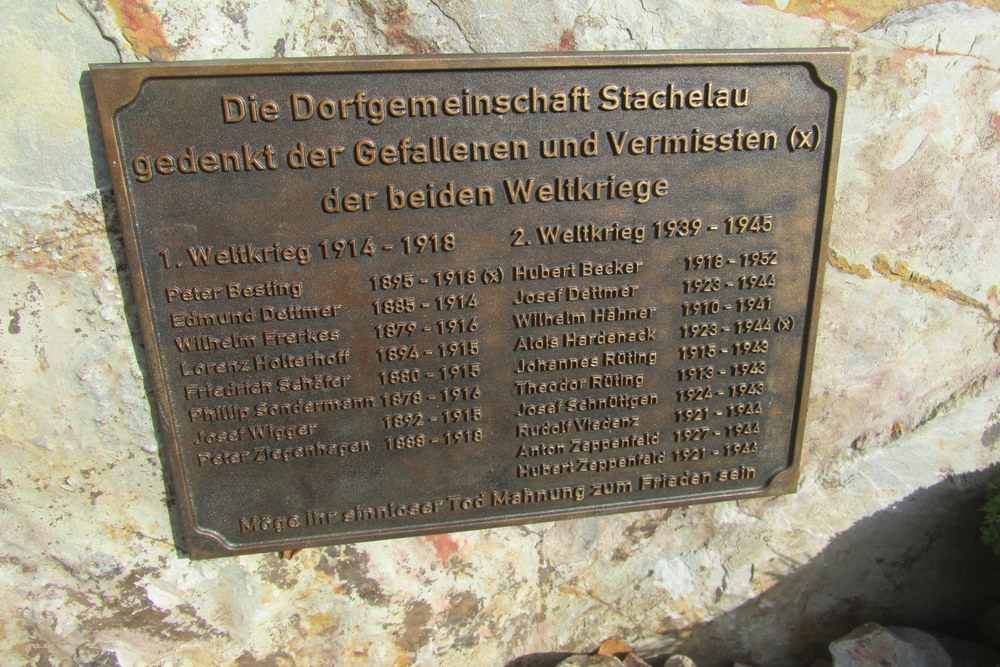 Die Dorfgemeinschaft Stachelau
gedenkt der Gefallenen und Vermissten (x)
der beiden Weltkriege
1. Weltkrieg 1914 - 1918
Peter Besting 1895 - 1918 (x)
Edmund Dettmer 1885 - 1914
Wilhelm Frerkes 1879 - 1916
Lorenz Holterhoff 1894 - 1915
Friedrich Schäfer 1880 - 1915
Phillip Sondermann 1878 - 1916
Josef Wigger 1892 - 1915
Peter Ziegenhagen 1888 - 1918
2. Weltkrieg 1939 - 1945
Hubert Becker 1918 - 1952
Josef Dettmer 1923 - 1944
Wilhelm Hähner 1910 - 1941
Alois Hardenack 1923 - 1944 (x)
Johannes Rüting 1915 - 1943
Theodor Rüting 1913 - 1943
Josef Schnüttgen 1924 - 1943
Rudolf Viedenz 1921 - 1944
Anton Zeppenfeld 1927 - 1944
Hubert Zeppenfeld 1921 - 1944
Möge ihr sinnloser Tod Mahnung zum Frieden sein